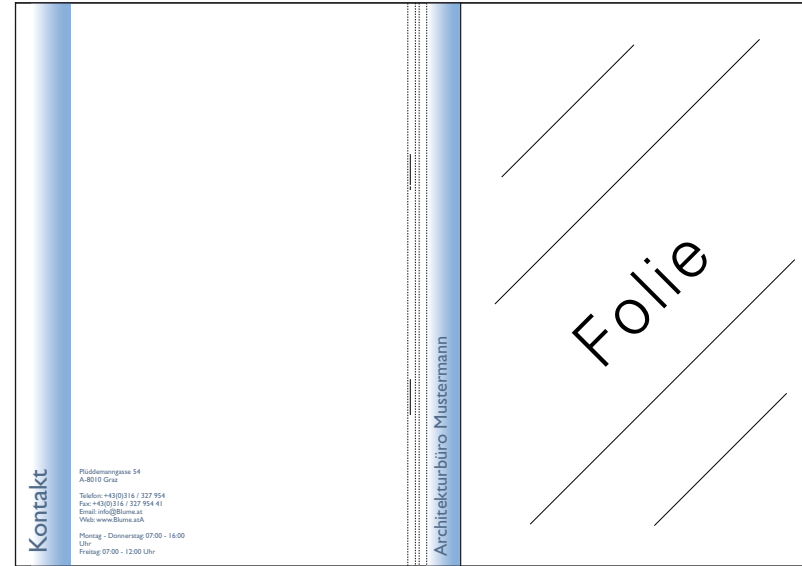 Kontakt
Plüddemanngasse 54
A-8010 Graz
Telefon: +43(0)316 / 327 954
Fax: +43(0)316 / 327 954 41
Email: info@Blume.at
Web: www.Blume.atA
Montag - Donnerstag: 07:00 - 16:00
Uhr
Freitag: 07:00 - 12:00 Uhr
Architekturbüro Mustermann
Folie